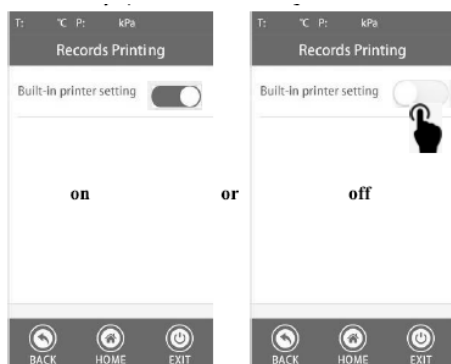 T: ℃ P: kPa
Records Printing
Built-in printer setting
on
BACK HOME EXIT
or
T: ℃ P: kPa
Records Printing
Built-in printer setting
off
BACK HOME EXIT